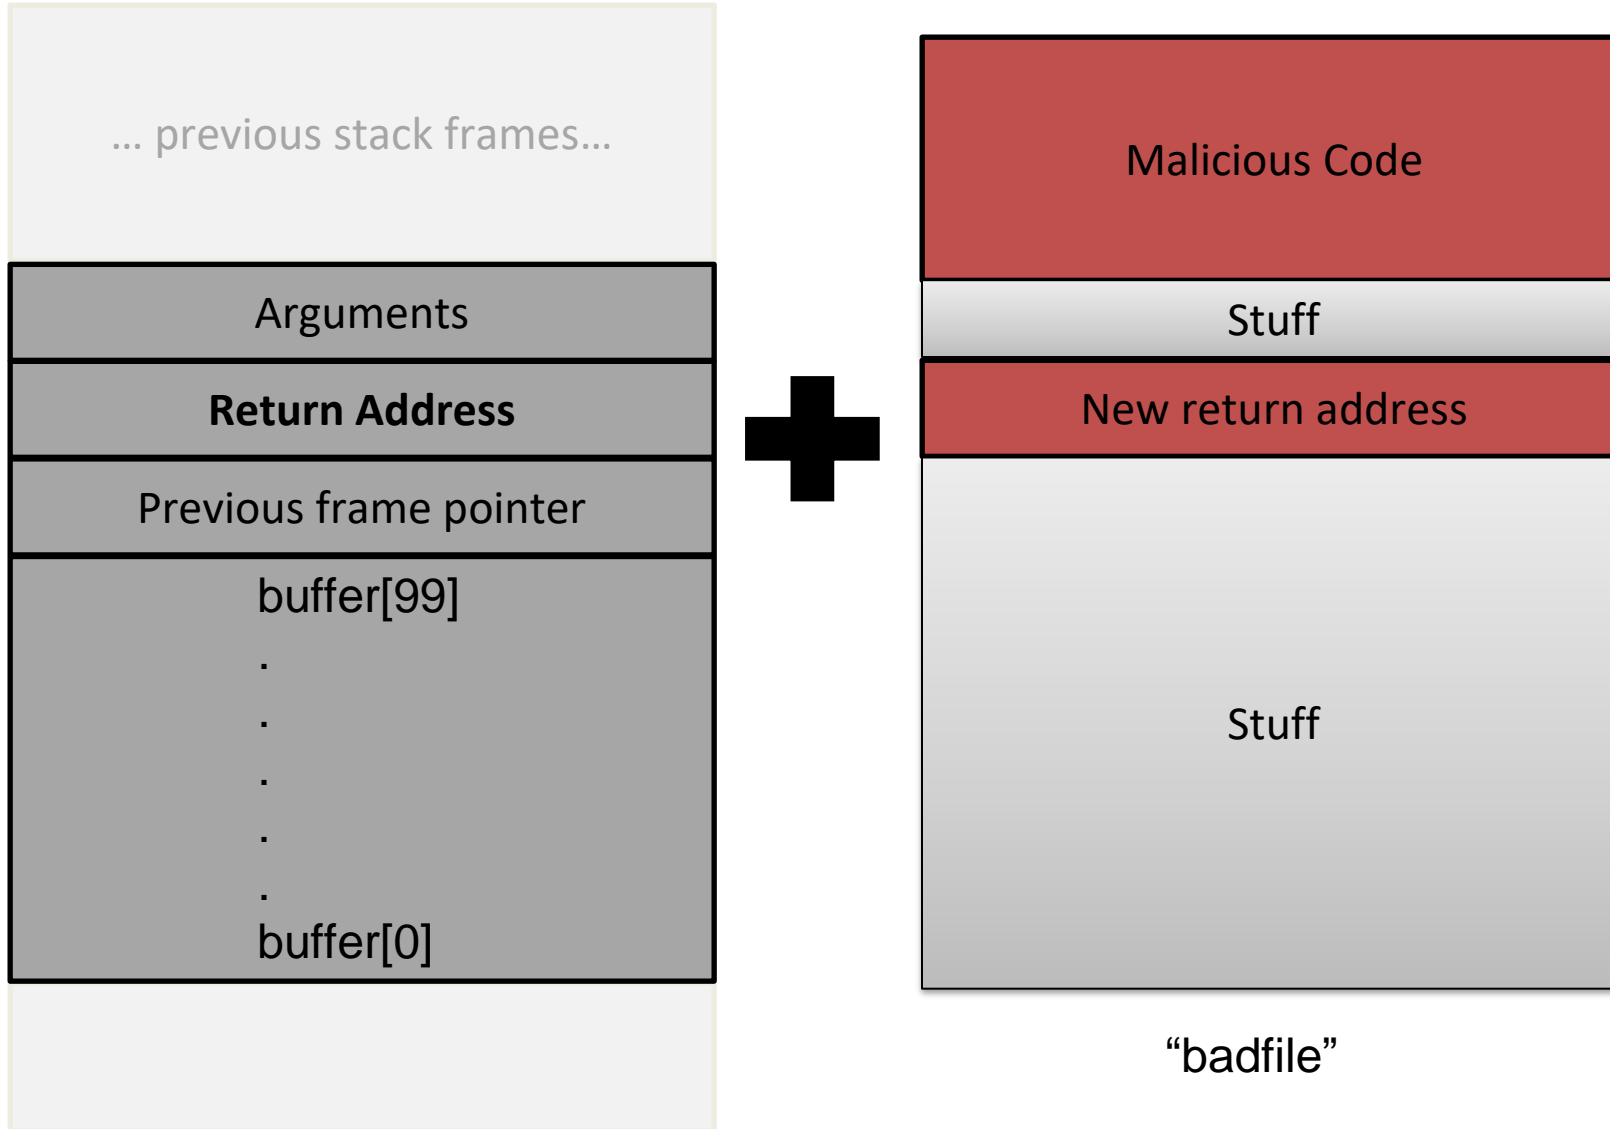 ... previous stack frames...
Arguments
Return Address
Previous frame pointer
buffer[99]
.
.
.
.
.
buffer[0]
Malicious Code
Stuff
New return address
Stuff
“badfile”